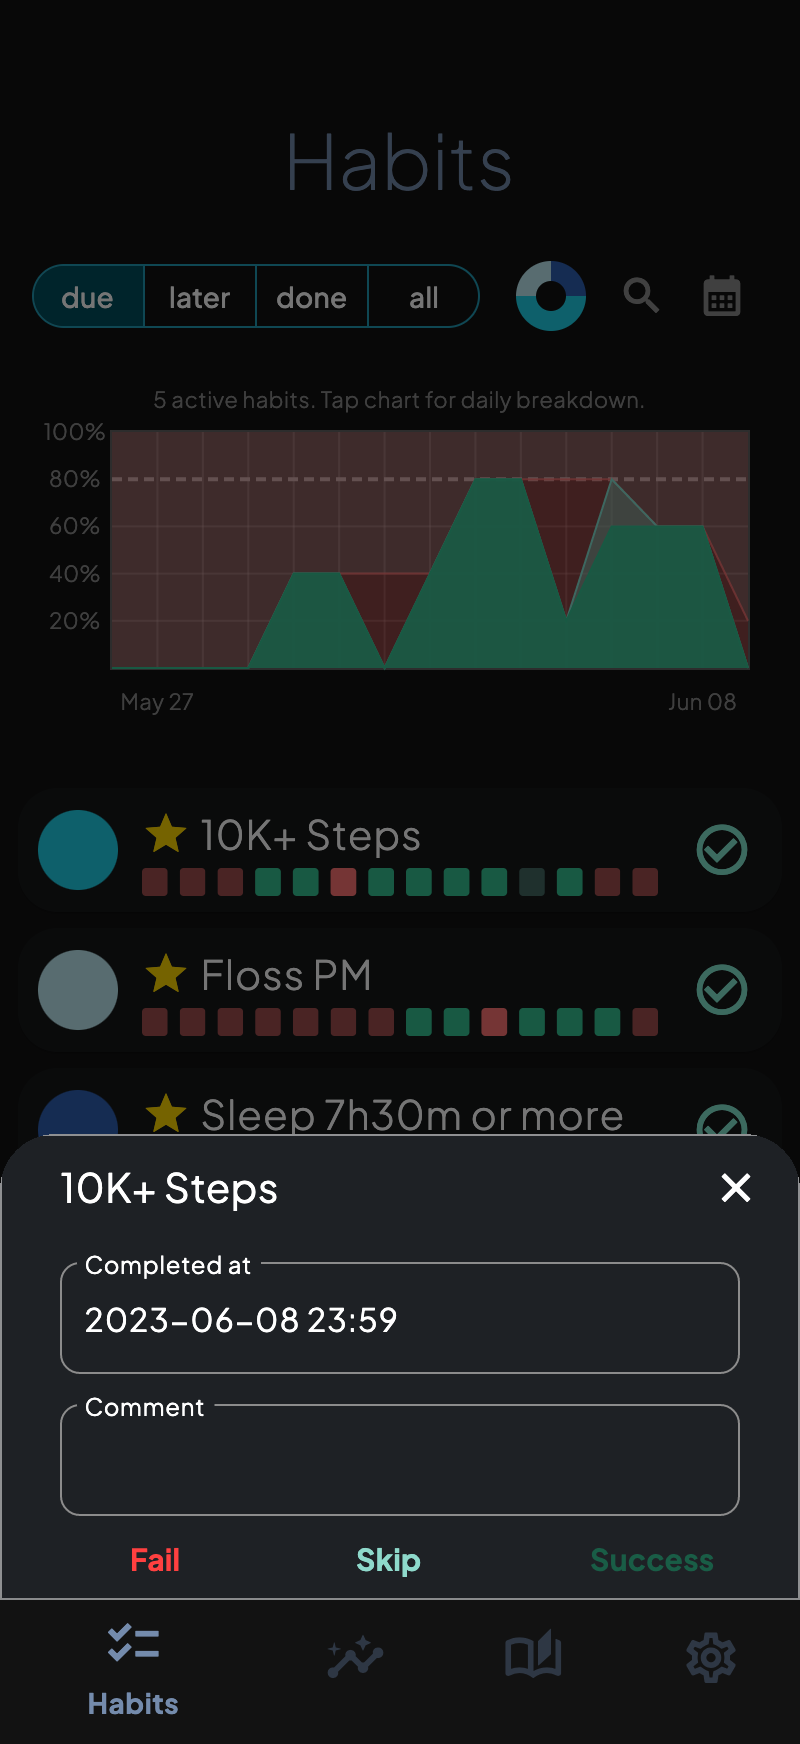 Habits
due later done all
5 active habits. Tap chart for daily breakdown.
100%
80%
60%
40%
20%
May 27 Jun 08
10K+ Steps
Floss PM
Sleep 7h30m or more
10K+ Steps
Completed at
2023-06-08 23:59
Comment
Fail Skip Success
Habits